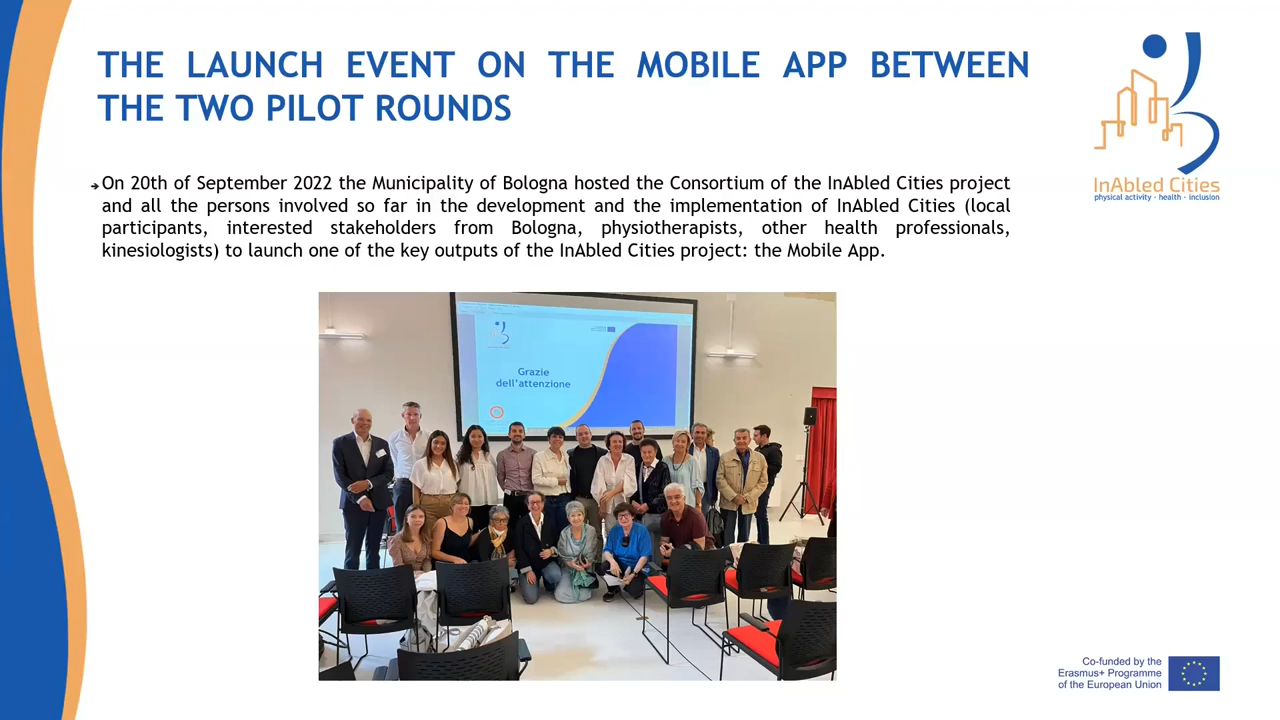 THE LAUNCH EVENT ON THE MOBILE APP BETWEEN
THE TWO PILOT ROUNDS
InAbled Cities
physical activity - health - inclusion
On 20th of September 2022 the Municipality of Bologna hosted the Consortium of the InAbled Cities project
and all the persons involved so far in the development and the implementation of InAbled Cities (local
participants, interested stakeholders from Bologna, physiotherapists, other health professionals,
kinesiologists) to launch one of the key outputs of the InAbled Cities project: the Mobile App.
Grazie
dell'attenzione
Co-funded by the
Erasmus+ Programme
of the European Union